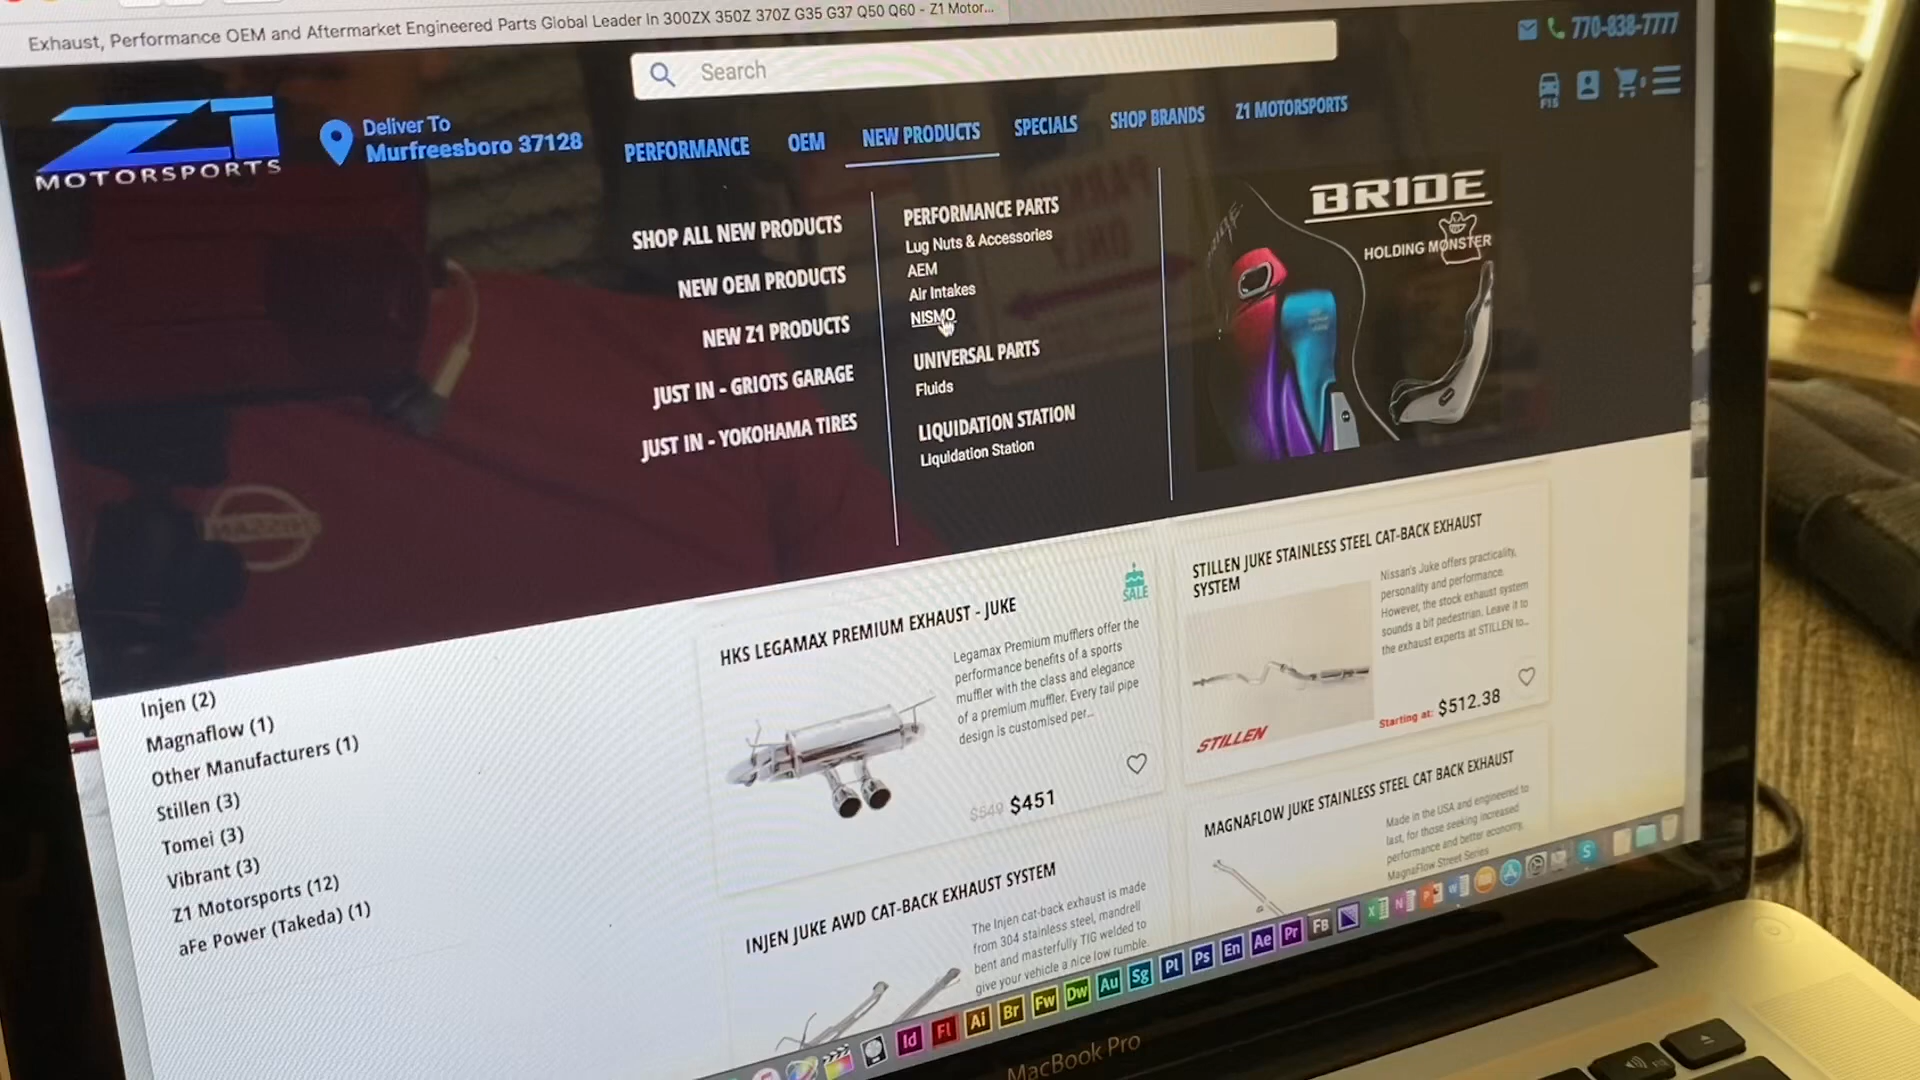 Exhaust, Performance OEM and Aftermarket Engineered Parts Global Leader In 300ZX 350Z 370Z G35 G37 Q50 Q60 - Z1 Motor...
Search
770-838-7777
Z1
MOTORSPORTS
Deliver To
Murfreesboro 37128
PERFORMANCE
OEM
NEW PRODUCTS
SPECIALS
SHOP BRANDS
Z1 MOTORSPORTS
SHOP ALL NEW PRODUCTS
NEW OEM PRODUCTS
NEW Z1 PRODUCTS
JUST IN - GRIOTS GARAGE
JUST IN - YOKOHAMA TIRES
PERFORMANCE PARTS
Lug Nuts & Accessories
AEM
Air Intakes
NISMO
UNIVERSAL PARTS
Fluids
LIQUIDATION STATION
Liquidation Station
BRIDE
HOLDING MONSTER
Injen (2)
Magnaflow (1)
Other Manufacturers (1)
Stillen (3)
Tomei (3)
Vibrant (3)
Z1 Motorsports (12)
aFe Power (Takeda) (1)
HKS LEGAMAX PREMIUM EXHAUST - JUKE
SALE
Legamax Premium mufflers offer the
performance benefits of a sports
muffler with the class and elegance
of a premium muffler. Every tail pipe
design is customised per...
$549 $451
STILLEN JUKE STAINLESS STEEL CAT-BACK EXHAUST
SYSTEM
Nissan's Juke offers practicality,
personality and performance.
However, the stock exhaust system
sounds a bit pedestrian. Leave it to
the exhaust experts at STILLEN to...
STILLEN
Starting at: $512.38
INJEN JUKE AWD CAT-BACK EXHAUST SYSTEM
The Injen cat-back exhaust is made
from 304 stainless steel, mandrell
bent and masterfully TIG welded to
give your vehicle a nice low rumble.
MAGNAFLOW JUKE STAINLESS STEEL CAT BACK EXHAUST
Made in the USA and engineered to
last, for those seeking increased
performance and better economy,
MagnaFlow Street Series
Id Fl Ai Br Fw Dw Au Sg Pl Ps En Ae Pr FB
MacBook Pro